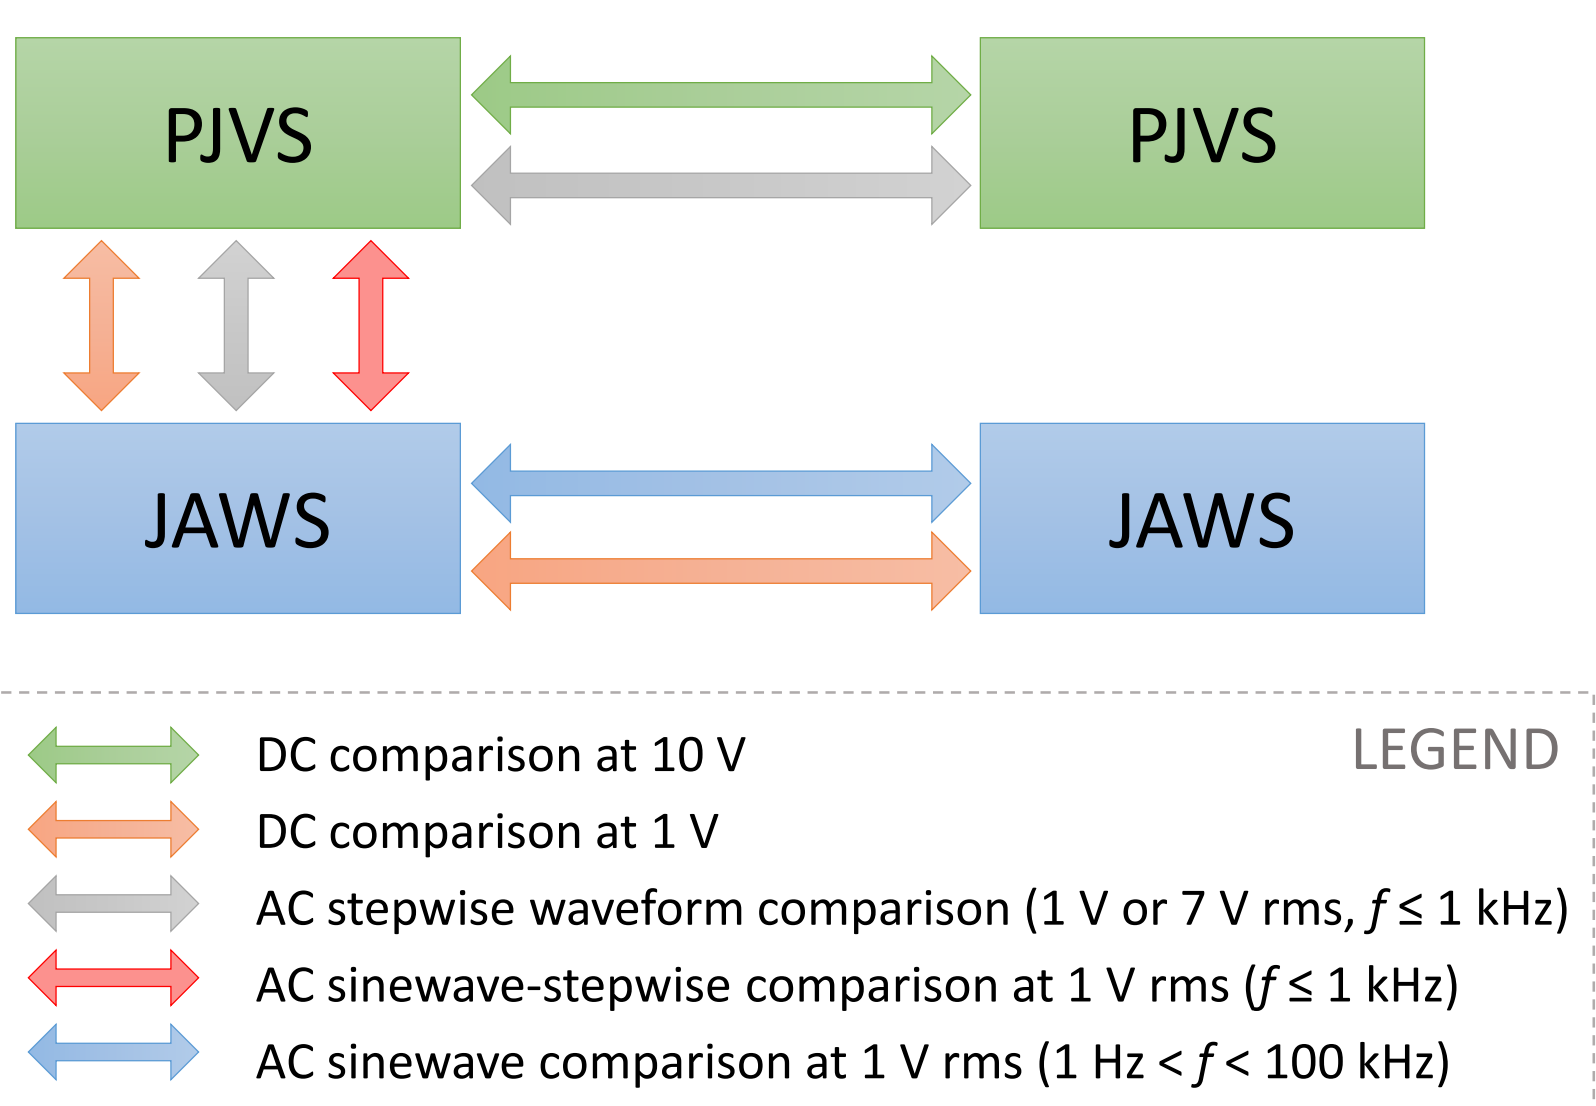 PJVS
PJVS
JAWS
JAWS
LEGEND
DC comparison at 10 V
DC comparison at 1 V
AC stepwise waveform comparison (1 V or 7 V rms, f ≤ 1 kHz)
AC sinewave-stepwise comparison at 1 V rms (f ≤ 1 kHz)
AC sinewave comparison at 1 V rms (1 Hz < f < 100 kHz)